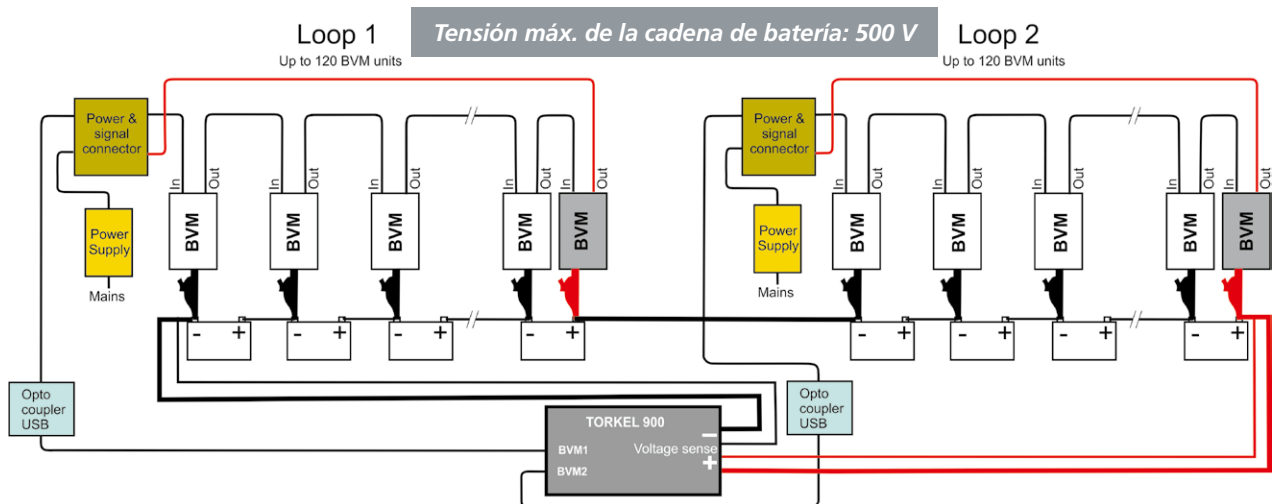 Loop 1
Up to 120 BVM units
Tensión máx. de la cadena de batería: 500 V
Loop 2
Up to 120 BVM units
Power &
signal
connector
In
Out
In
Out
In
Out
In
Out
In
Out
BVM
BVM
BVM
BVM
BVM
Power
Supply
Mains
- +
- +
- +
- +
Power &
signal
connector
In
Out
In
Out
In
Out
In
Out
In
Out
BVM
BVM
BVM
BVM
BVM
Power
Supply
Mains
- +
- +
- +
- +
Opto
coupler
USB
TORKEL 900
−
Voltage sense
+
BVM1
BVM2
Opto
coupler
USB